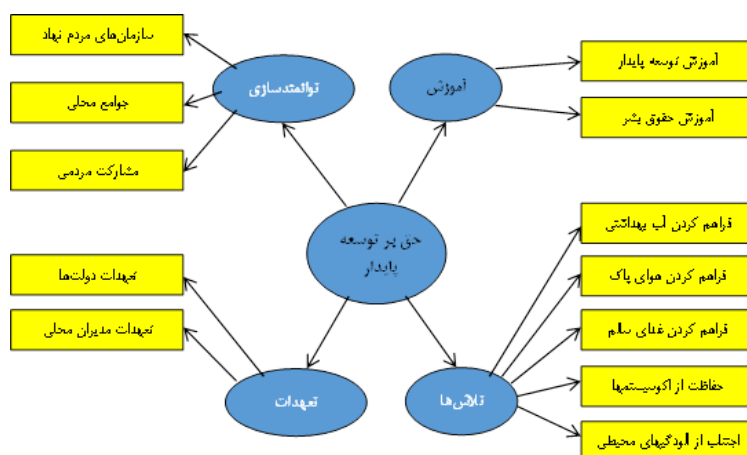 سازمان‌های مردم نهاد
جوامع محلی
مشارکت مردمی
توانمندسازی
آموزش
آموزش توسعه پایدار
آموزش حقوق بشر
حق بر توسعه
پایدار
فراهم کردن آب بهداشتی
فراهم کردن هوای پاک
فراهم کردن غذای سالم
حفاظت از اکوسیستمها
اجتناب از آلودگیهای محیطی
تلاش‌ها
تعهدات
تعهدات دولت‌ها
تعهدات مدیران محلی